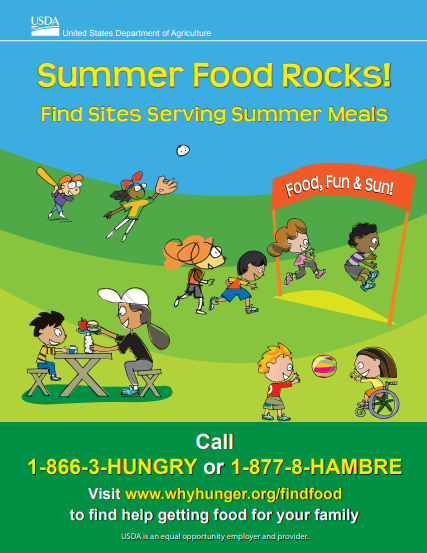 USDA
United States Department of Agriculture
Summer Food Rocks!
Find Sites Serving Summer Meals
Food, Fun & Sun!
Call
1-866-3-HUNGRY or 1-877-8-HAMBRE
Visit www.whyhunger.org/findfood
to find help getting food for your family
USDA is an equal opportunity employer and provider.